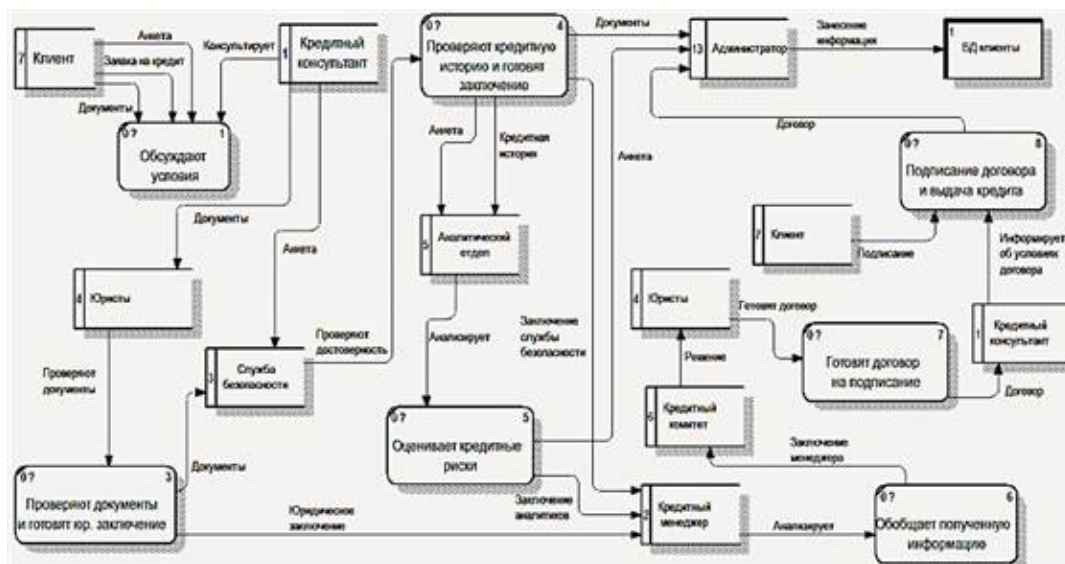 7
Клиент
Анкета
Заявка на кредит
Документы
0 ?
1
Обсуждают
условия
Консультирует
1
Кредитный
консультант
Документы
Анкета
4
Юристы
Проверяют
документы
0 ?
3
Проверяют документы
и готовят юр. заключение
Документы
Юридическое
заключение
3
Служба
безопасности
Проверяют
достоверность
0 ?
4
Проверяют кредитную
историю и готовят
заключение
Документы
Анкета
Кредитная
история
5
Аналитический
отдел
Анализирует
Заключение
службы
безопасности
0 ?
5
Оценивает кредитные
риски
Анкета
Заключение
аналитиков
2
Кредитный
менеджер
Анализирует
0 ?
6
Обобщает полученную
информацию
Заключение
менеджера
6
Кредитный
комитет
Решение
4
Юристы
Готовят договор
0 ?
7
Готовят договор
на подписание
Договор
1
Кредитный
консультант
Информирует
об условиях
договора
7
Клиент
Подписание
0 ?
8
Подписание договора
и выдача кредита
Договор
13
Администратор
Занесение
информации
1
БД клиенты